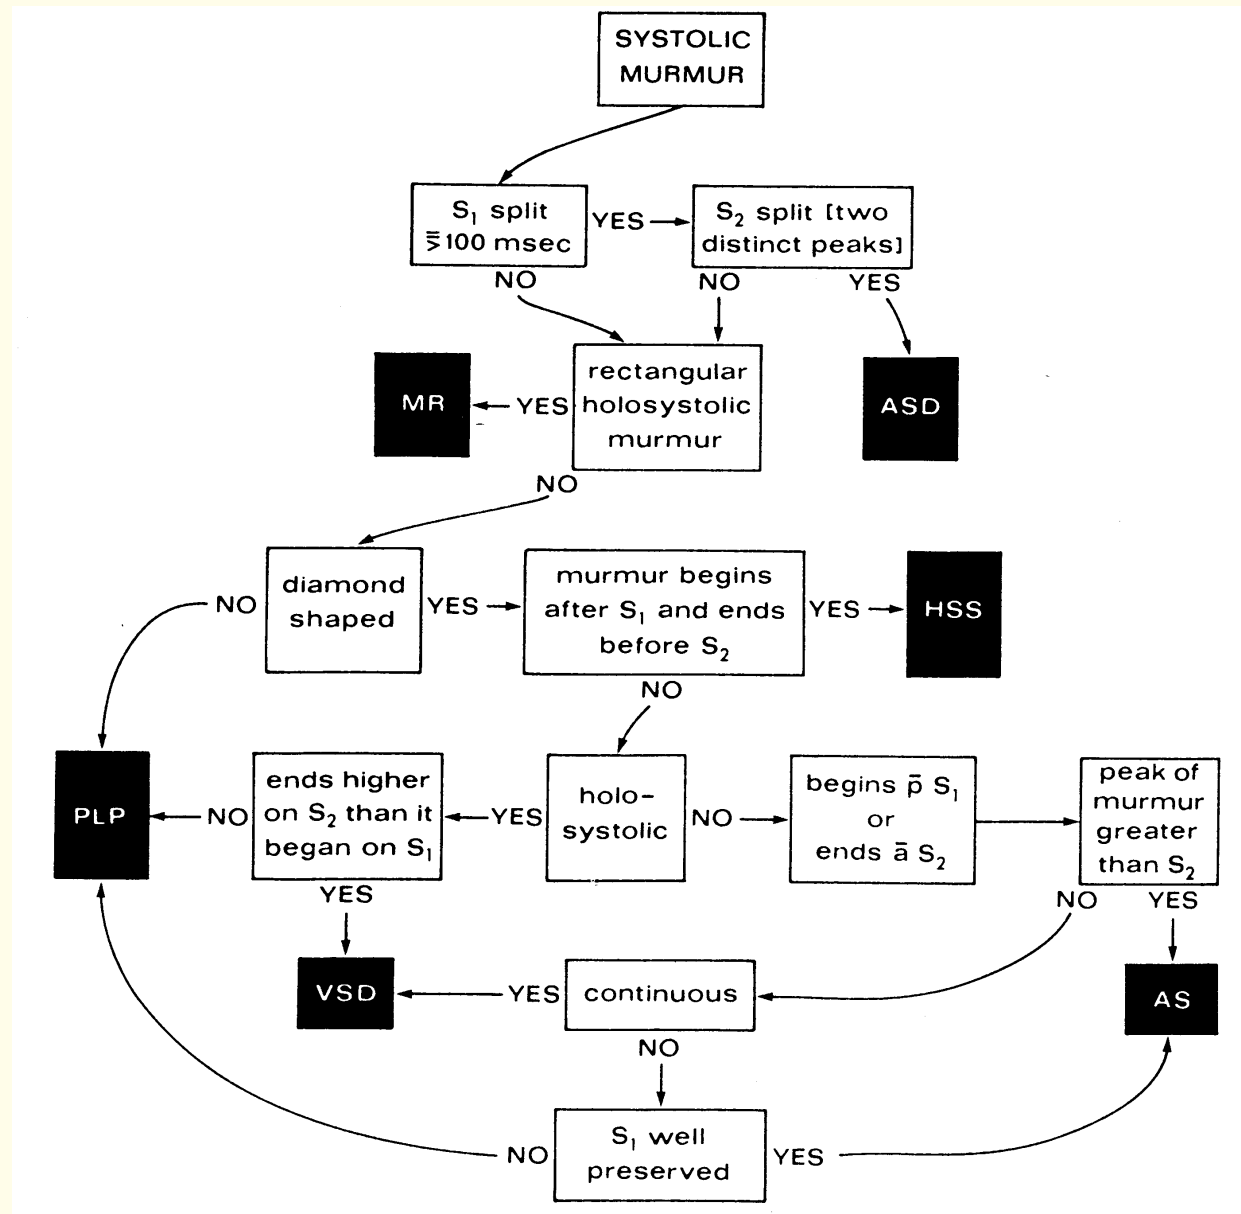 SYSTOLIC
MURMUR
S₁ split
≧100 msec
YES
S₂ split [two
distinct peaks]
NO
NO
YES
MR
YES
rectangular
holosystolic
murmur
ASD
NO
diamond
shaped
NO
YES
murmur begins
after S₁ and ends
before S₂
YES
HSS
NO
PLP
NO
ends higher
on S₂ than it
began on S₁
YES
holo-
systolic
NO
begins p̄ S₁
or
ends ā S₂
peak of
murmur
greater
than S₂
YES
NO
YES
VSD
YES
continuous
AS
NO
NO
S₁ well
preserved
YES